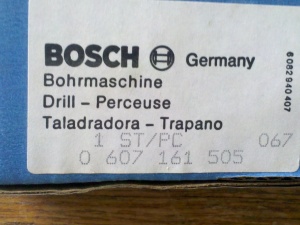 BOSCH Germany
Bohrmaschine
Drill – Perceuse
Taladradora – Trapano
1 ST/PC 067
0 607 161 505
6082940407